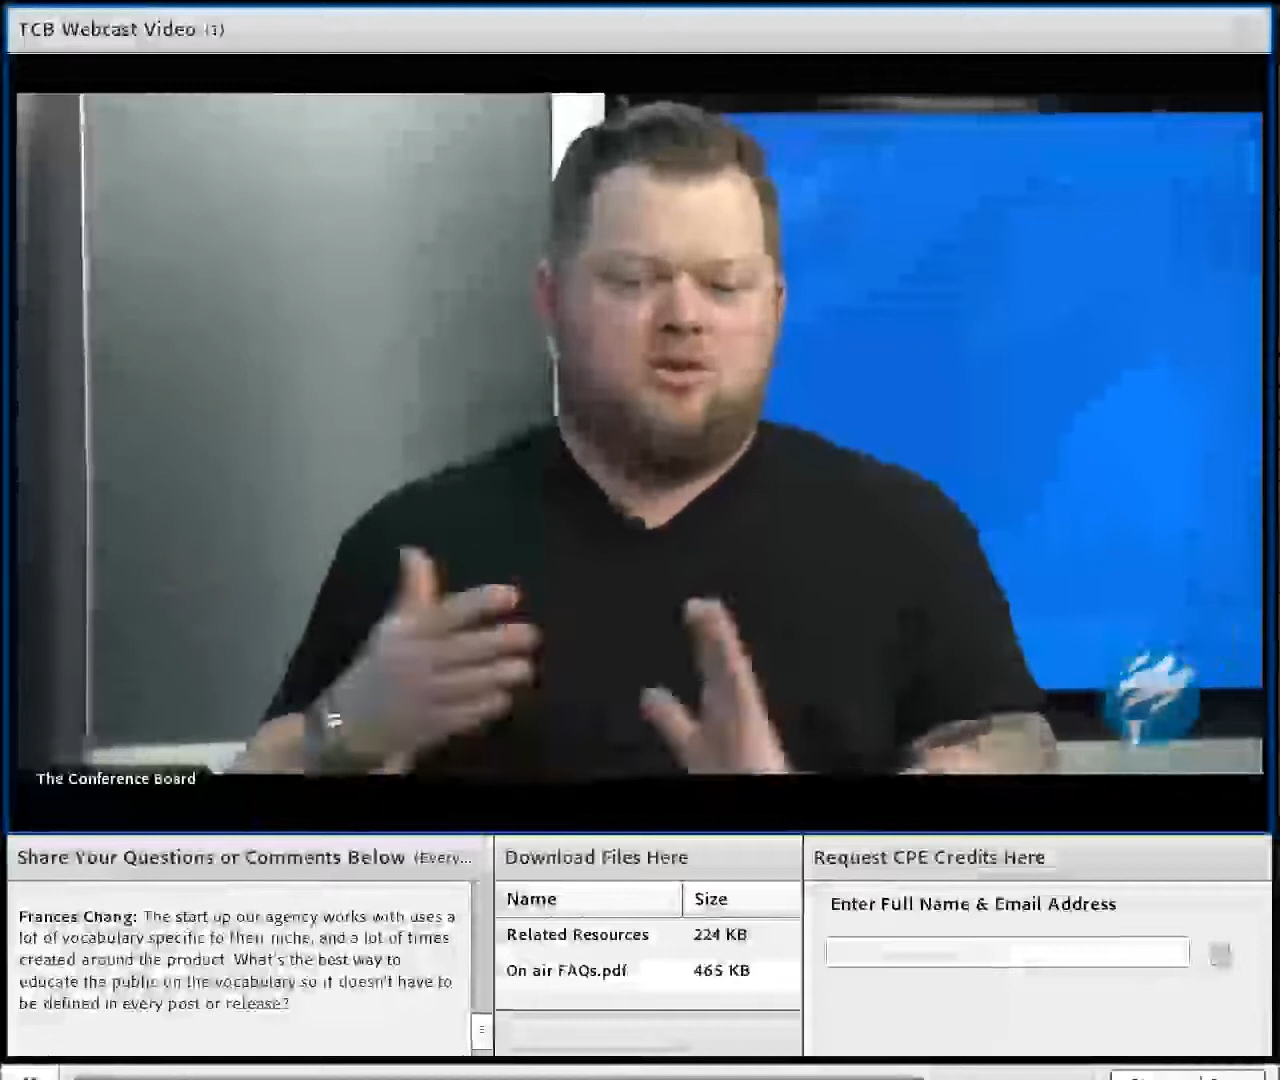 TCB Webcast Video (1)
The Conference Board
Share Your Questions or Comments Below (Every...
Frances Chang: The start up our agency works with uses a
lot of vocabulary specific to their niche, and a lot of times
created around the product. What's the best way to
educate the public on the vocabulary so it doesn't have to
be defined in every post or release?
Download Files Here
Name Size
Related Resources 224 KB
On air FAQs.pdf 465 KB
Request CPE Credits Here
Enter Full Name & Email Address